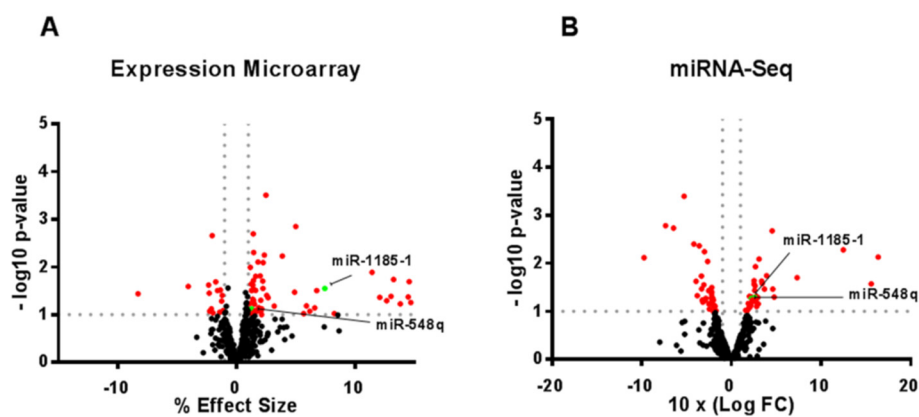 A
Expression Microarray
5
4
3
2
1
0
-10
0
10
- log10 p-value
% Effect Size
miR-1185-1
miR-548q
B
miRNA-Seq
5
4
3
2
1
0
-20
-10
0
10
20
- log10 p-value
10 x (Log FC)
miR-1185-1
miR-548q